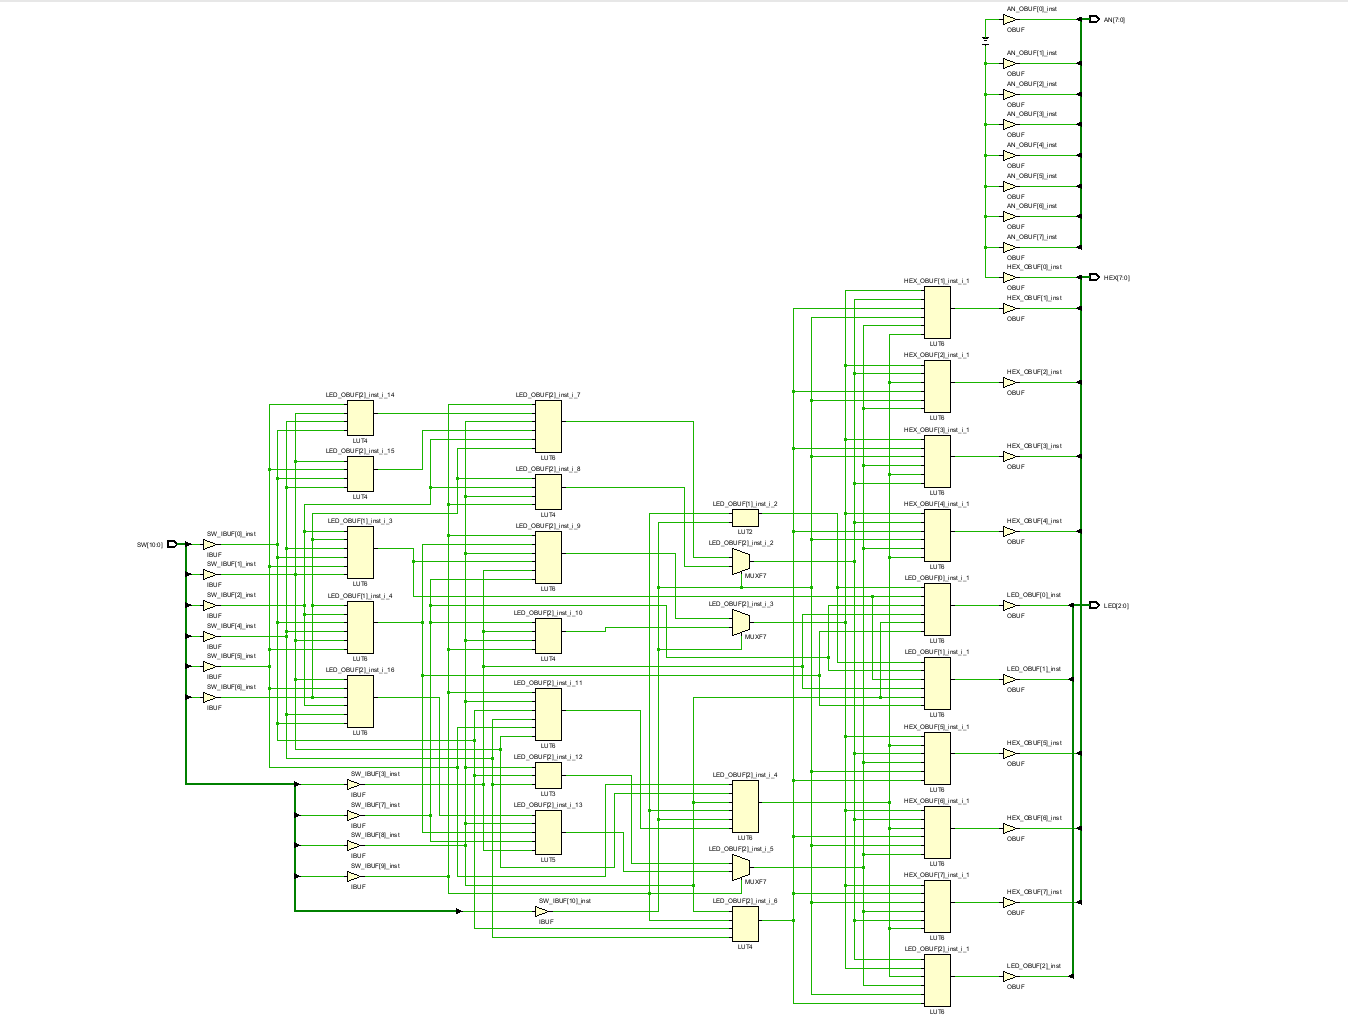 AN_OBUF[0]_inst
AN[7:0]
OBUF
AN_OBUF[1]_inst
OBUF
AN_OBUF[2]_inst
OBUF
AN_OBUF[3]_inst
OBUF
AN_OBUF[4]_inst
OBUF
AN_OBUF[5]_inst
OBUF
AN_OBUF[6]_inst
OBUF
AN_OBUF[7]_inst
OBUF
HEX_OBUF[0]_inst
HEX[7:0]
OBUF
HEX_OBUF[1]_inst_i_1
LUT6
HEX_OBUF[1]_inst
OBUF
HEX_OBUF[2]_inst_i_1
LUT6
HEX_OBUF[2]_inst
OBUF
HEX_OBUF[3]_inst_i_1
LUT6
HEX_OBUF[3]_inst
OBUF
HEX_OBUF[4]_inst_i_1
LUT6
HEX_OBUF[4]_inst
OBUF
LED_OBUF[0]_inst_i_1
LUT6
LED_OBUF[0]_inst
OBUF
LED[2:0]
LED_OBUF[1]_inst_i_1
LUT6
LED_OBUF[1]_inst
OBUF
HEX_OBUF[5]_inst_i_1
LUT6
HEX_OBUF[5]_inst
OBUF
HEX_OBUF[6]_inst_i_1
LUT6
HEX_OBUF[6]_inst
OBUF
HEX_OBUF[7]_inst_i_1
LUT6
HEX_OBUF[7]_inst
OBUF
LED_OBUF[2]_inst_i_1
LUT6
LED_OBUF[2]_inst
OBUF
SW[10:0]
SW_IBUF[0]_inst
IBUF
SW_IBUF[1]_inst
IBUF
SW_IBUF[2]_inst
IBUF
SW_IBUF[4]_inst
IBUF
SW_IBUF[5]_inst
IBUF
SW_IBUF[6]_inst
IBUF
LED_OBUF[2]_inst_i_14
LUT4
LED_OBUF[2]_inst_i_15
LUT4
LED_OBUF[1]_inst_i_3
LUT6
LED_OBUF[1]_inst_i_4
LUT6
LED_OBUF[2]_inst_i_16
LUT6
SW_IBUF[3]_inst
IBUF
SW_IBUF[7]_inst
IBUF
SW_IBUF[8]_inst
IBUF
SW_IBUF[9]_inst
IBUF
LED_OBUF[2]_inst_i_7
LUT6
LED_OBUF[2]_inst_i_8
LUT4
LED_OBUF[2]_inst_i_9
LUT6
LED_OBUF[2]_inst_i_10
LUT4
LED_OBUF[2]_inst_i_11
LUT6
LED_OBUF[2]_inst_i_12
LUT3
LED_OBUF[2]_inst_i_13
LUT5
SW_IBUF[10]_inst
IBUF
LED_OBUF[1]_inst_i_2
LUT2
LED_OBUF[2]_inst_i_2
MUXF7
LED_OBUF[2]_inst_i_3
MUXF7
LED_OBUF[2]_inst_i_4
LUT6
LED_OBUF[2]_inst_i_5
MUXF7
LED_OBUF[2]_inst_i_6
LUT4